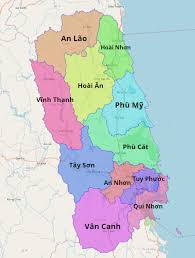 An Lão
Hoài Nhơn
Hoài Ân
Vĩnh Thạnh
Phù Mỹ
Phù Cát
Tây Sơn
An Nhơn
Tuy Phước
Qui Nhơn
Vân Canh